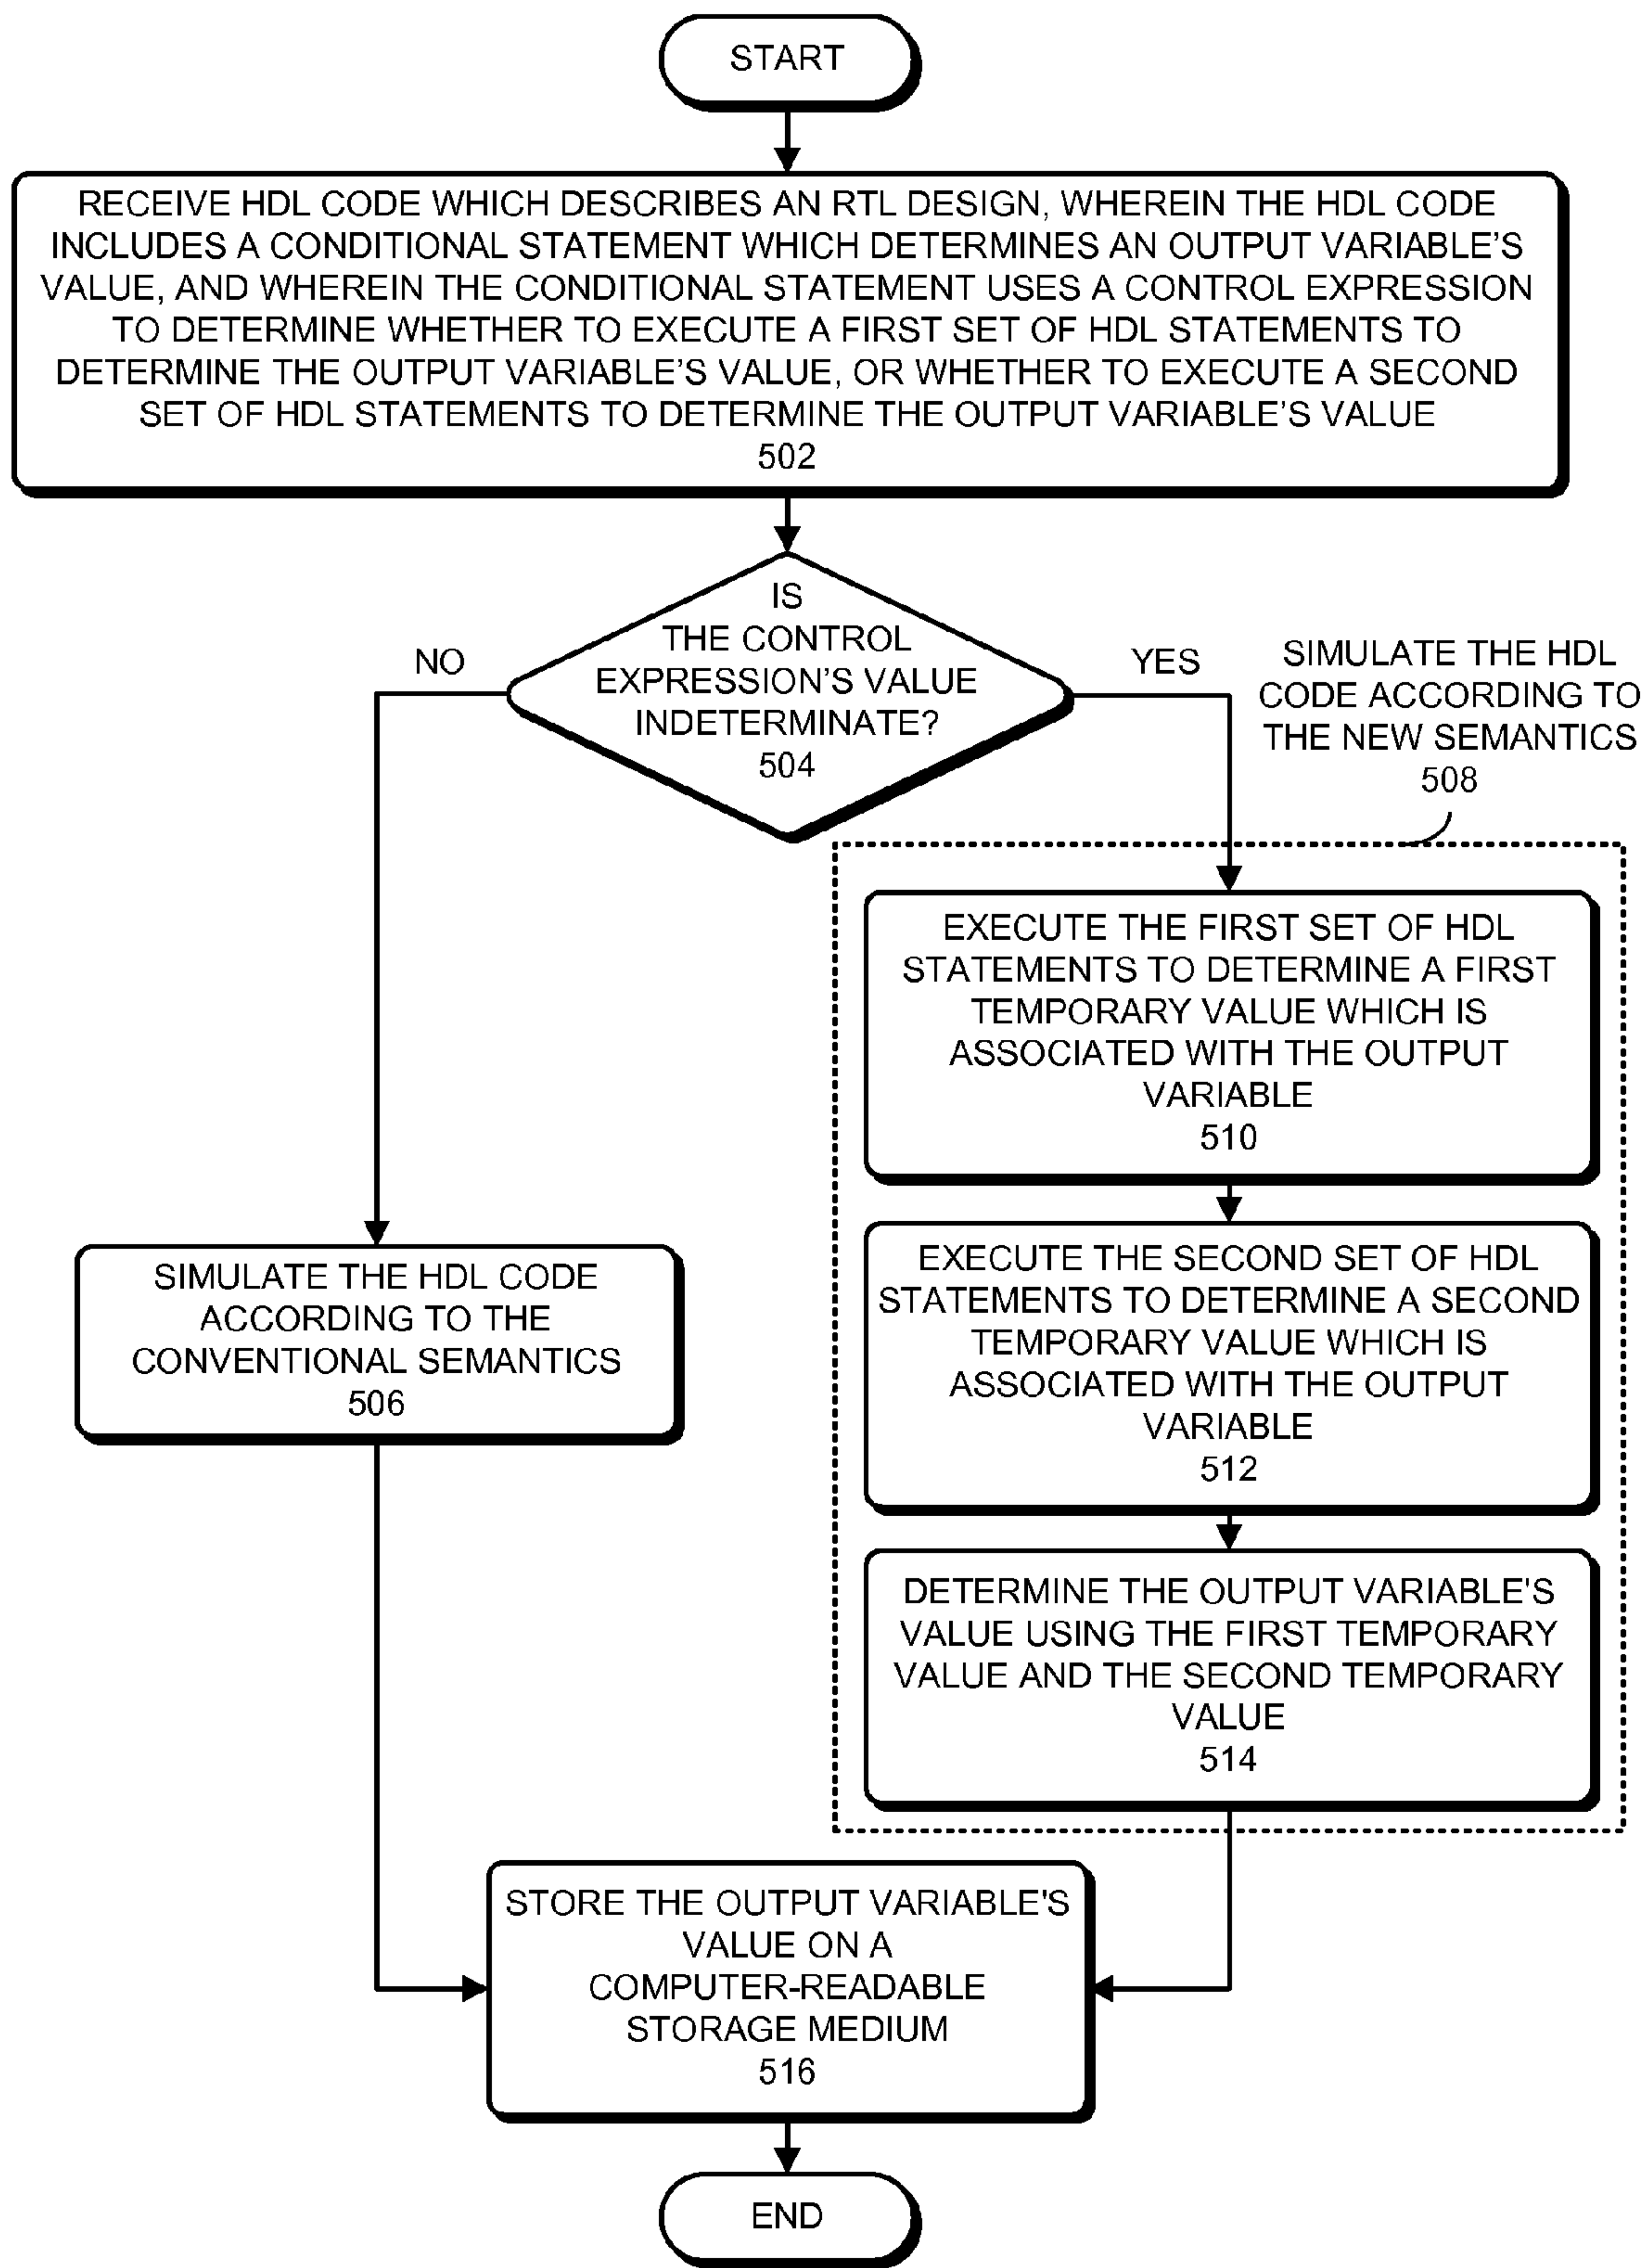 START
RECEIVE HDL CODE WHICH DESCRIBES AN RTL DESIGN, WHEREIN THE HDL CODE
INCLUDES A CONDITIONAL STATEMENT WHICH DETERMINES AN OUTPUT VARIABLE'S
VALUE, AND WHEREIN THE CONDITIONAL STATEMENT USES A CONTROL EXPRESSION
TO DETERMINE WHETHER TO EXECUTE A FIRST SET OF HDL STATEMENTS TO
DETERMINE THE OUTPUT VARIABLE'S VALUE, OR WHETHER TO EXECUTE A SECOND
SET OF HDL STATEMENTS TO DETERMINE THE OUTPUT VARIABLE'S VALUE
502
IS
THE CONTROL
EXPRESSION'S VALUE
INDETERMINATE?
504
NO
YES
SIMULATE THE HDL
CODE ACCORDING TO
THE NEW SEMANTICS
508
EXECUTE THE FIRST SET OF HDL
STATEMENTS TO DETERMINE A FIRST
TEMPORARY VALUE WHICH IS
ASSOCIATED WITH THE OUTPUT
VARIABLE
510
SIMULATE THE HDL CODE
ACCORDING TO THE
CONVENTIONAL SEMANTICS
506
EXECUTE THE SECOND SET OF HDL
STATEMENTS TO DETERMINE A SECOND
TEMPORARY VALUE WHICH IS
ASSOCIATED WITH THE OUTPUT
VARIABLE
512
DETERMINE THE OUTPUT VARIABLE'S
VALUE USING THE FIRST TEMPORARY
VALUE AND THE SECOND TEMPORARY
VALUE
514
STORE THE OUTPUT VARIABLE'S
VALUE ON A
COMPUTER-READABLE
STORAGE MEDIUM
516
END